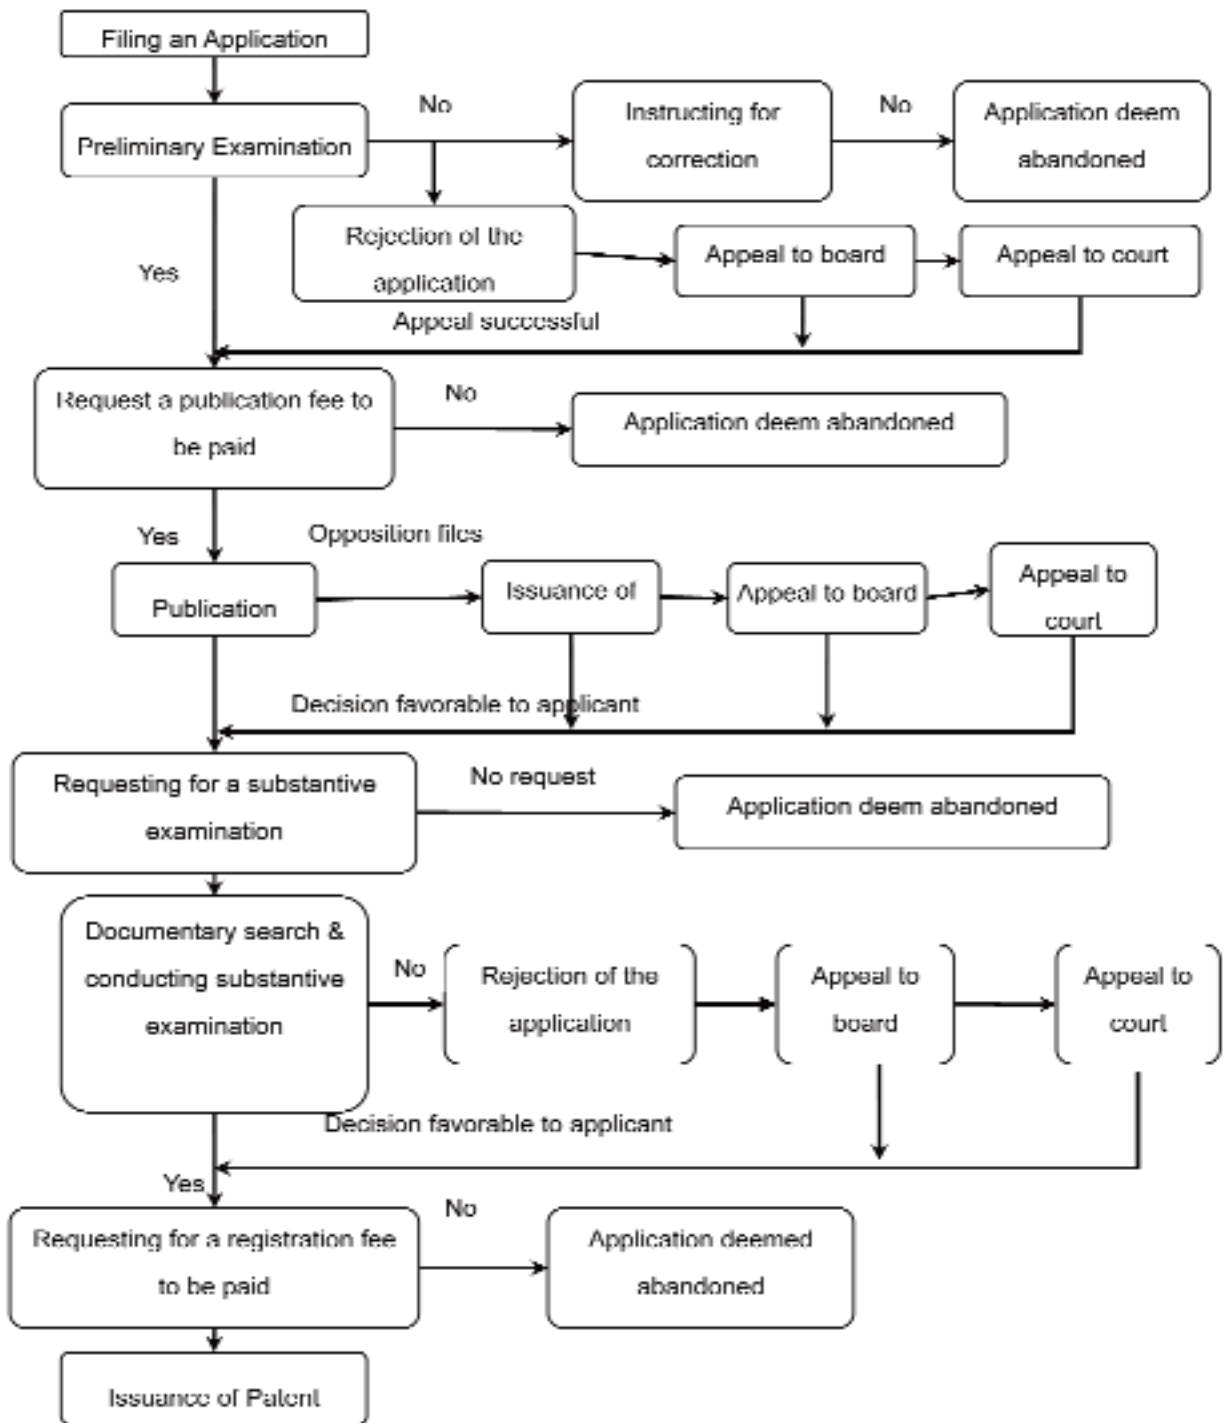 Filing an Application
Preliminary Examination
No
Instructing for
correction
No
Application deem
abandoned
Rejection of the
application
Appeal to board
Appeal to court
Yes
Appeal successful
Request a publication fee to
be paid
No
Application deem abandoned
Yes
Opposition files
Publication
Issuance of
Appeal to board
Appeal to
court
Decision favorable to applicant
Requesting for a substantive
examination
No request
Application deem abandoned
Documentary search &
conducting substantive
examination
No
Rejection of the
application
Appeal to
board
Appeal to
court
Decision favorable to applicant
Yes
Requesting for a registration fee
to be paid
No
Application deemed
abandoned
Issuance of Patent